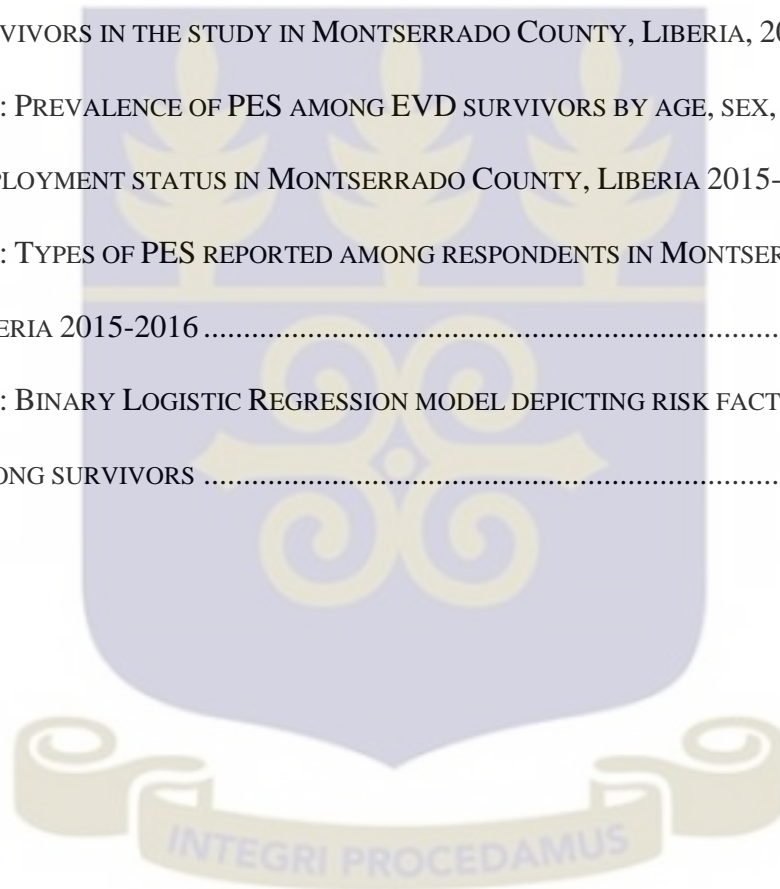 VIVORS IN THE STUDY IN MONTSERRADO COUNTY, LIBERIA, 20
: PREVALENCE OF PES AMONG EVD SURVIVORS BY AGE, SEX,
PLOYMENT STATUS IN MONTSERRADO COUNTY, LIBERIA 2015-
: TYPES OF PES REPORTED AMONG RESPONDENTS IN MONTSER
ERIA 2015-2016
: BINARY LOGISTIC REGRESSION MODEL DEPICTING RISK FACT
ONG SURVIVORS
INTEGRI PROCEDAMUS